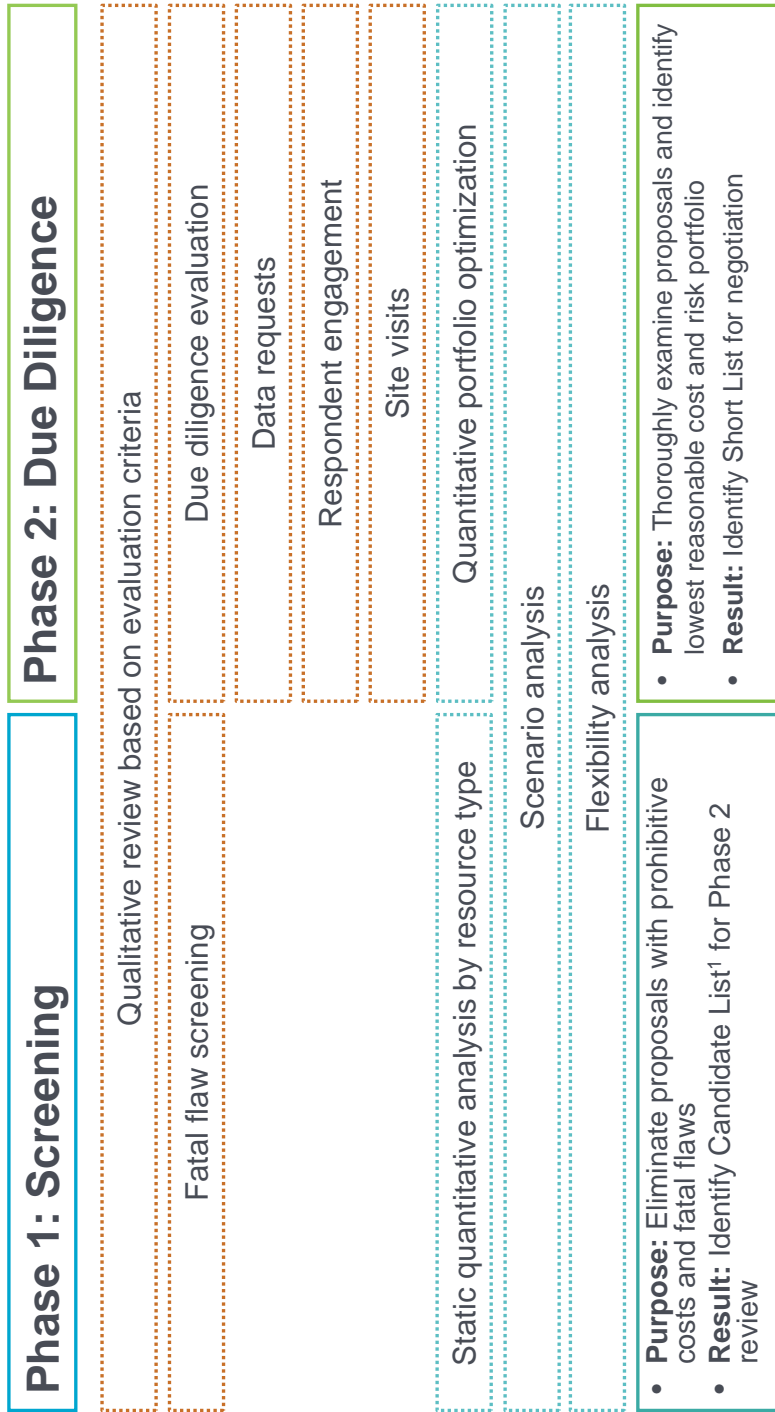 Phase 1: Screening
Phase 2: Due Diligence
Qualitative review based on evaluation criteria
Fatal flaw screening
Due diligence evaluation
Data requests
Respondent engagement
Site visits
Static quantitative analysis by resource type
Quantitative portfolio optimization
Scenario analysis
Flexibility analysis
• Purpose: Eliminate proposals with prohibitive
costs and fatal flaws
• Result: Identify Candidate List¹ for Phase 2
review
• Purpose: Thoroughly examine proposals and identify
lowest reasonable cost and risk portfolio
• Result: Identify Short List for negotiation